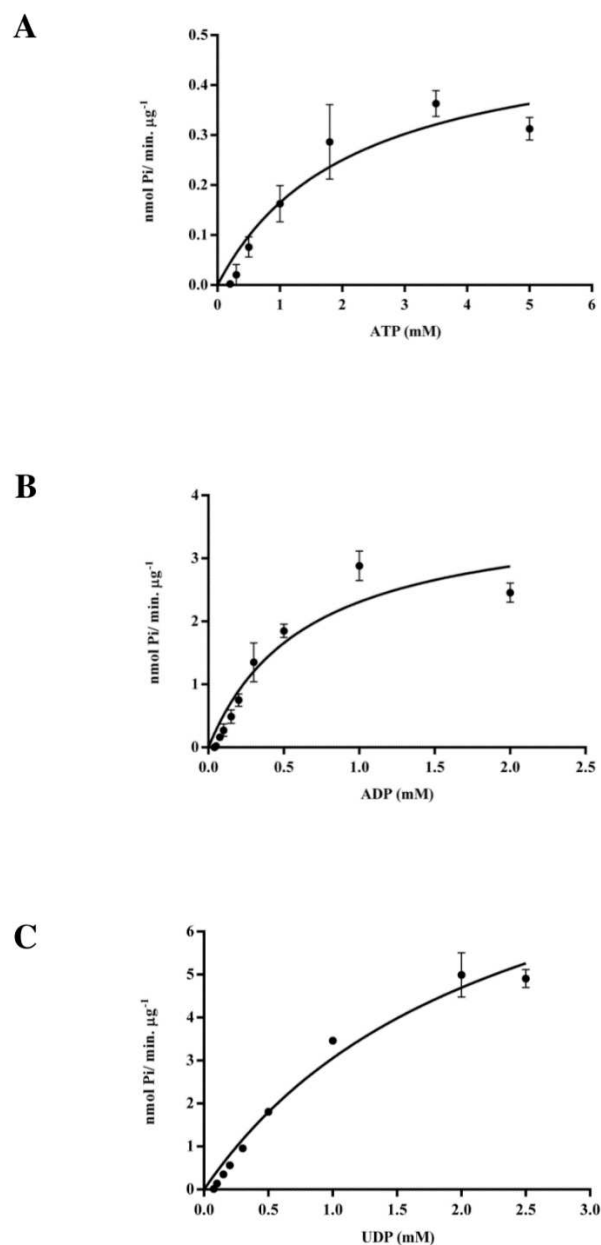 A
nmol Pi/ min. µg-1
0.5
0.4
0.3
0.2
0.1
0.0
0 1 2 3 4 5 6
ATP (mM)
B
nmol Pi/ min. µg-1
4
3
2
1
0
0.0 0.5 1.0 1.5 2.0 2.5
ADP (mM)
C
nmol Pi/ min. µg-1
6
5
4
3
2
1
0
0.0 0.5 1.0 1.5 2.0 2.5 3.0
UDP (mM)